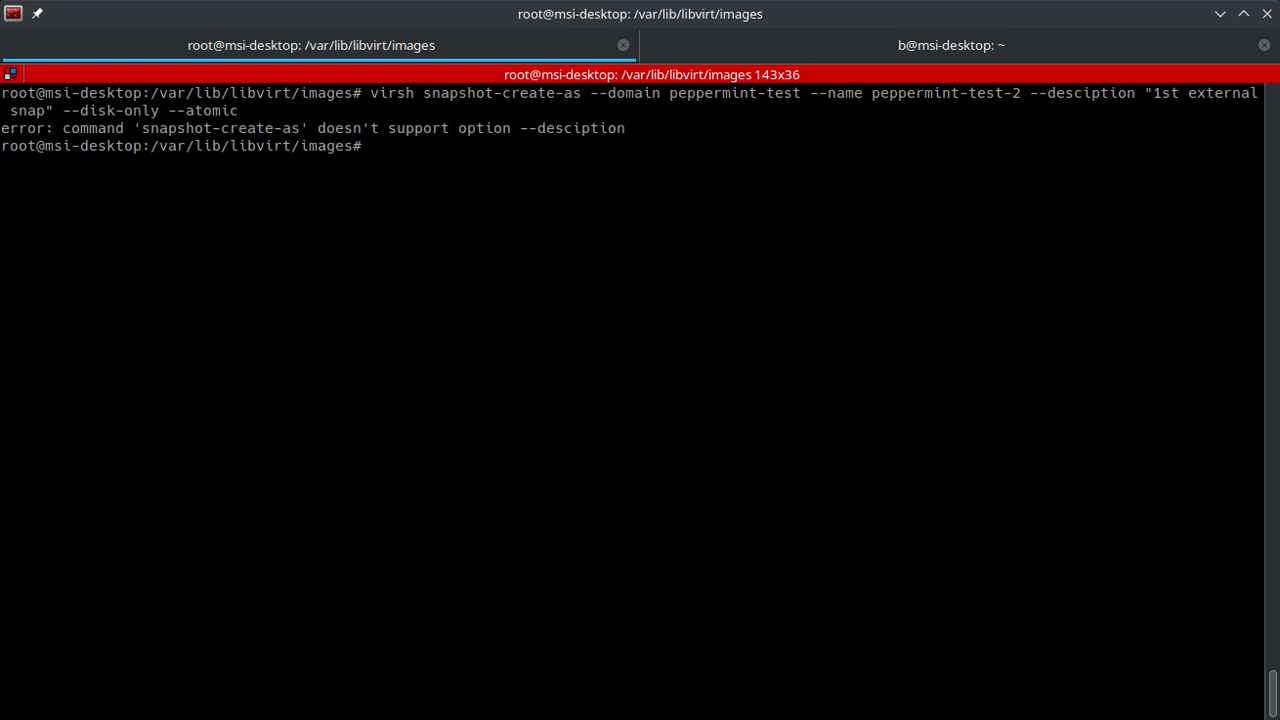 root@msi-desktop: /var/lib/libvirt/images
root@msi-desktop: /var/lib/libvirt/images
b@msi-desktop: ~
root@msi-desktop: /var/lib/libvirt/images 143x36
root@msi-desktop:/var/lib/libvirt/images# virsh snapshot-create-as --domain peppermint-test --name peppermint-test-2 --desciption "1st external
snap" --disk-only --atomic
error: command 'snapshot-create-as' doesn't support option --desciption
root@msi-desktop:/var/lib/libvirt/images#